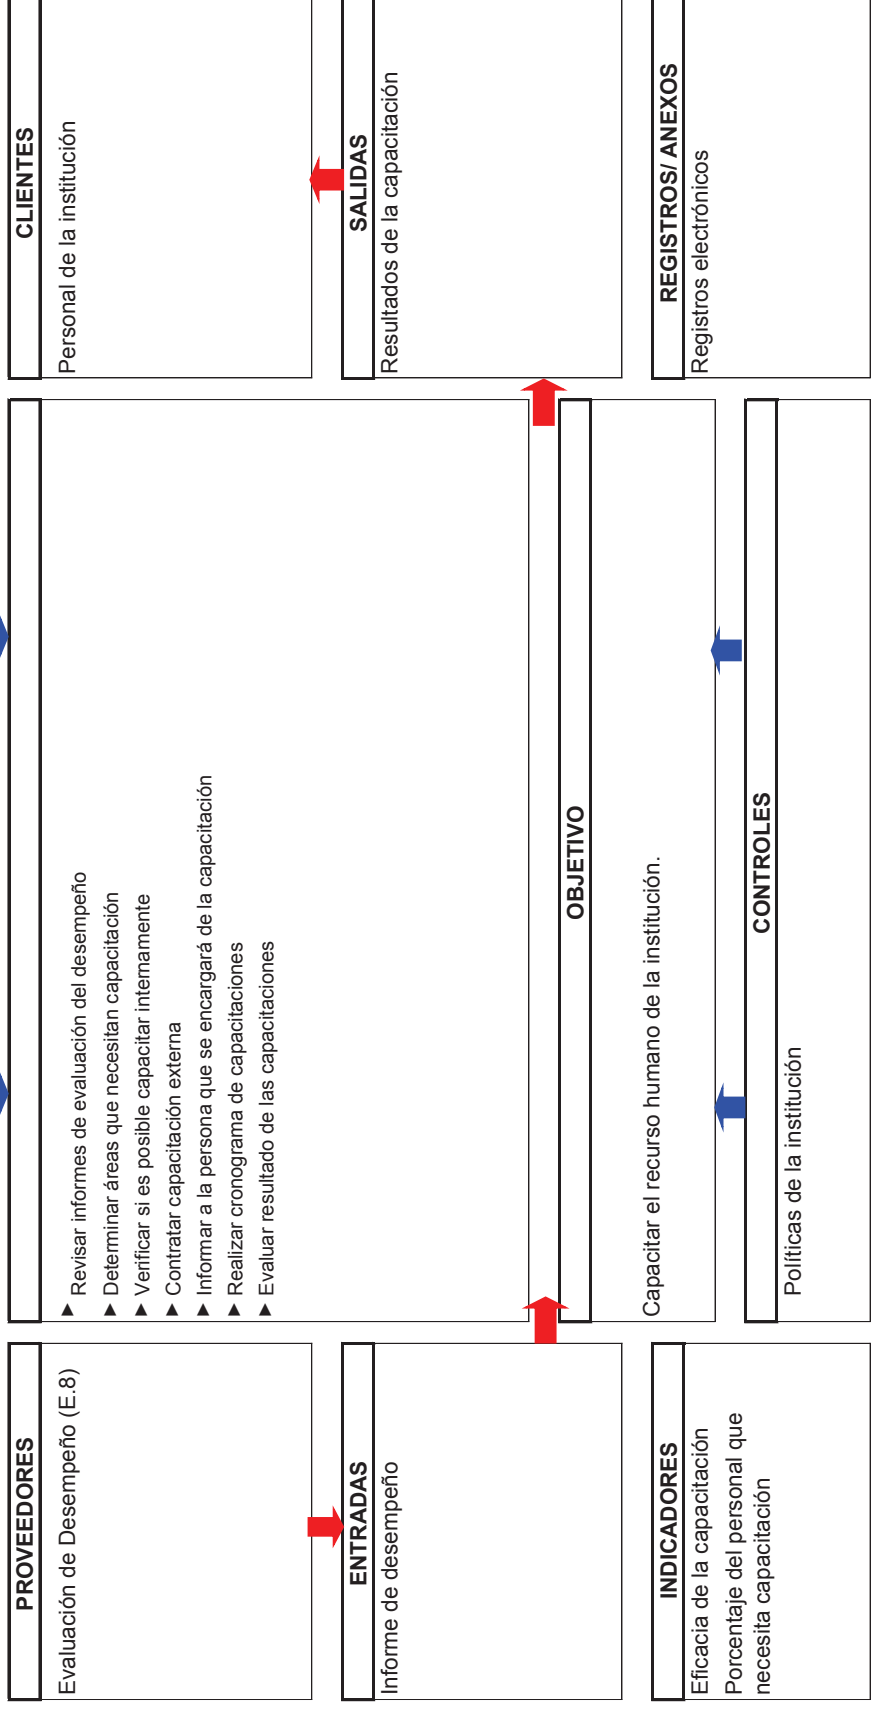 PROVEEDORES
Evaluación de Desempeño (E.8)
ENTRADAS
Informe de desempeño
INDICADORES
Eficacia de la capacitación
Porcentaje del personal que
necesita capacitación
► Revisar informes de evaluación del desempeño
► Determinar áreas que necesitan capacitación
► Verificar si es posible capacitar internamente
► Contratar capacitación externa
► Informar a la persona que se encargará de la capacitación
► Realizar cronograma de capacitaciones
► Evaluar resultado de las capacitaciones
OBJETIVO
Capacitar el recurso humano de la institución.
CONTROLES
Políticas de la institución
CLIENTES
Personal de la institución
SALIDAS
Resultados de la capacitación
REGISTROS/ ANEXOS
Registros electrónicos